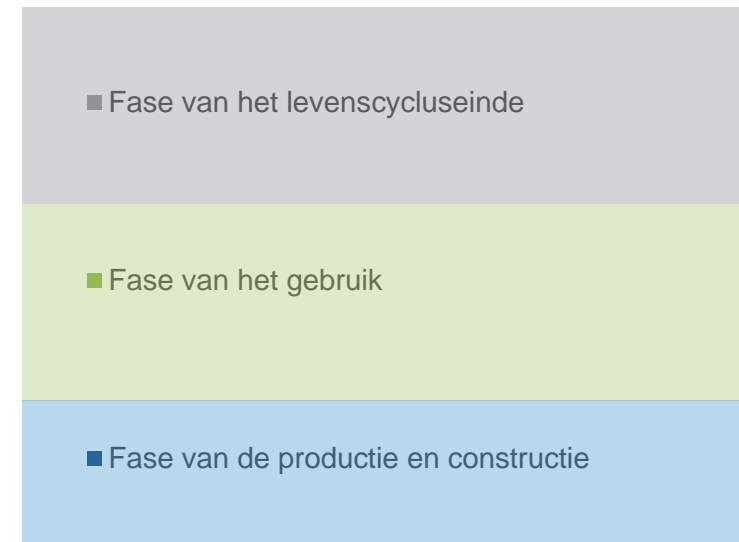 Fase van het levenscycluseinde
Fase van het gebruik
Fase van de productie en constructie